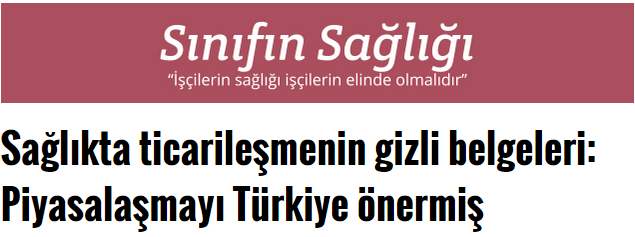 Sınıfın Sağlığı
“İşçilerin sağlığı işçilerin elinde olmalıdır”
Sağlıkta ticarileşmenin gizli belgeleri:
Piyasalaşmayı Türkiye önermiş